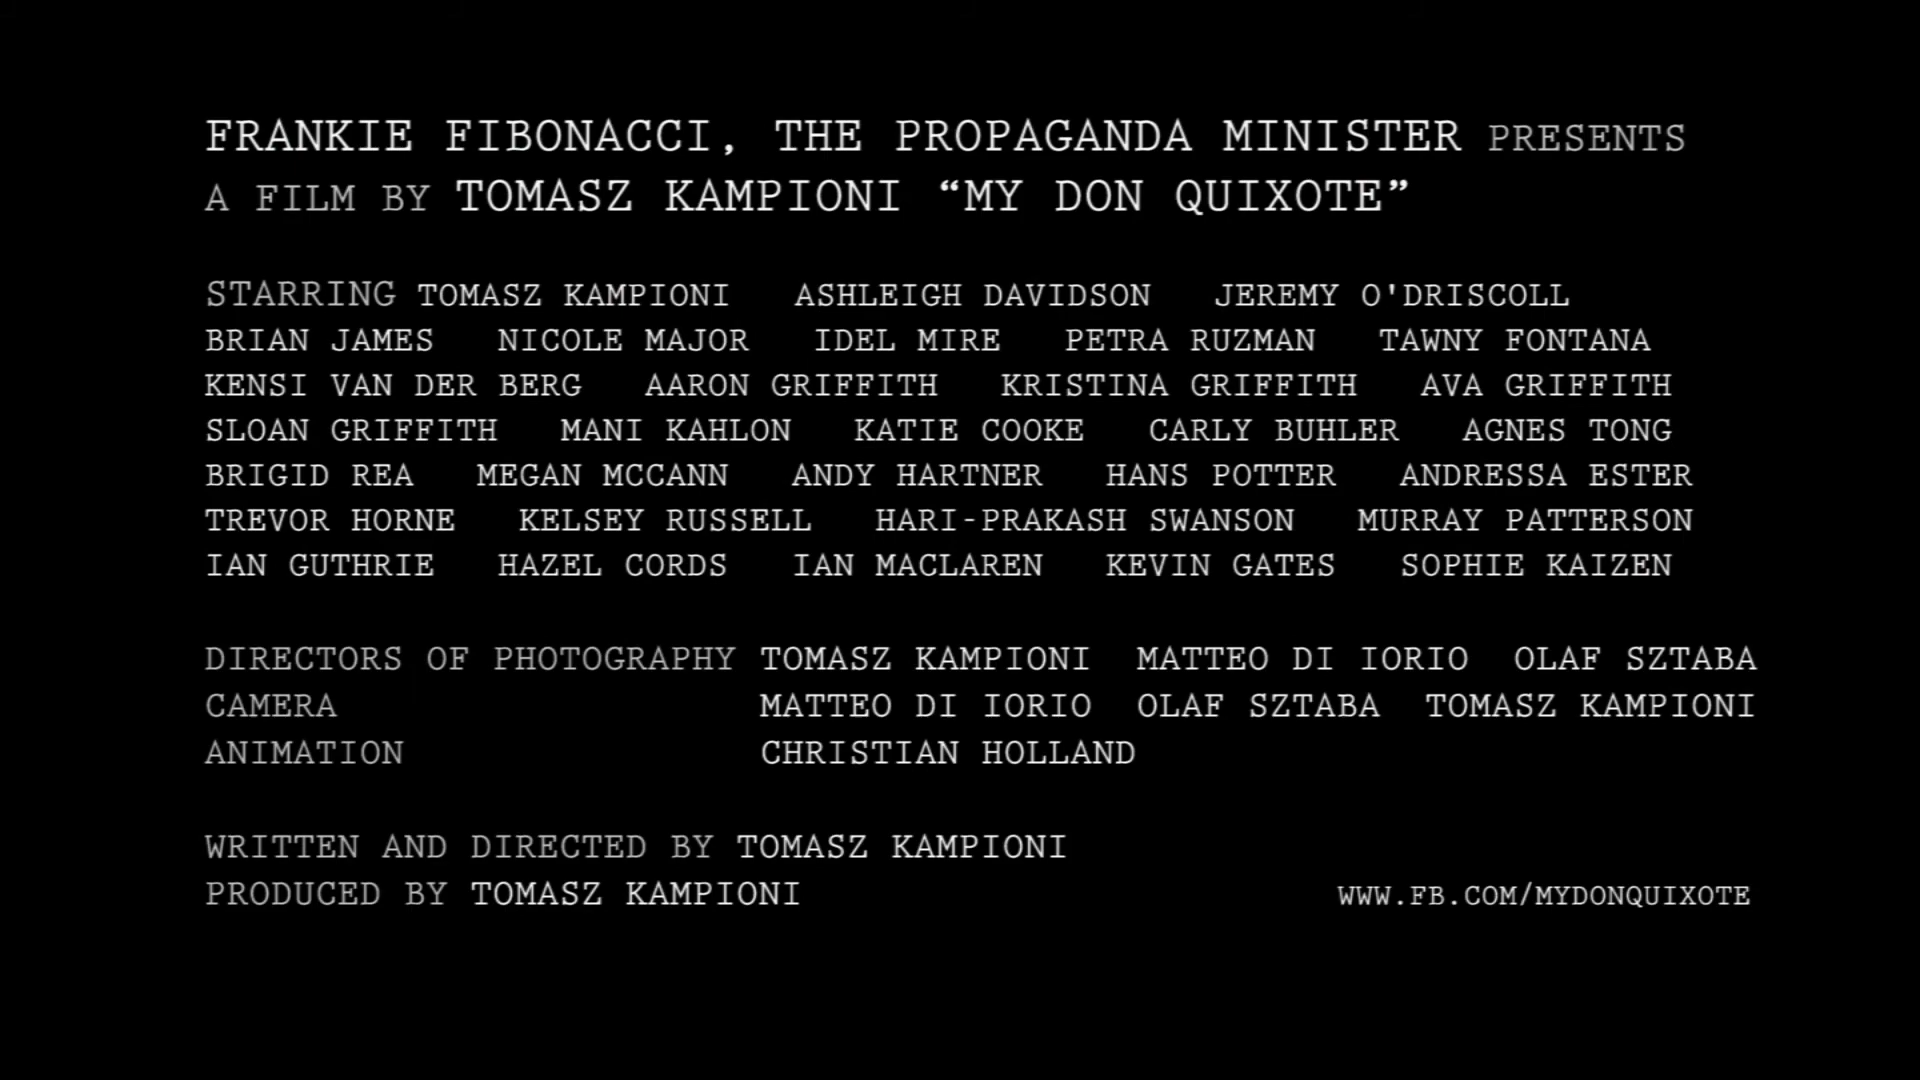 FRANKIE FIBONACCI, THE PROPAGANDA MINISTER PRESENTS
A FILM BY TOMASZ KAMPIONI “MY DON QUIXOTE”
STARRING TOMASZ KAMPIONI ASHLEIGH DAVIDSON JEREMY O'DRISCOLL
BRIAN JAMES NICOLE MAJOR IDEL MIRE PETRA RUZMAN TAWNY FONTANA
KENSI VAN DER BERG AARON GRIFFITH KRISTINA GRIFFITH AVA GRIFFITH
SLOAN GRIFFITH MANI KAHLON KATIE COOKE CARLY BUHLER AGNES TONG
BRIGID REA MEGAN MCCANN ANDY HARTNER HANS POTTER ANDRESSA ESTER
TREVOR HORNE KELSEY RUSSELL HARI-PRAKASH SWANSON MURRAY PATTERSON
IAN GUTHRIE HAZEL CORDS IAN MACLAREN KEVIN GATES SOPHIE KAIZEN
DIRECTORS OF PHOTOGRAPHY TOMASZ KAMPIONI MATTEO DI IORIO OLAF SZTABA
CAMERA MATTEO DI IORIO OLAF SZTABA TOMASZ KAMPIONI
ANIMATION CHRISTIAN HOLLAND
WRITTEN AND DIRECTED BY TOMASZ KAMPIONI
PRODUCED BY TOMASZ KAMPIONI WWW.FB.COM/MYDONQUIXOTE